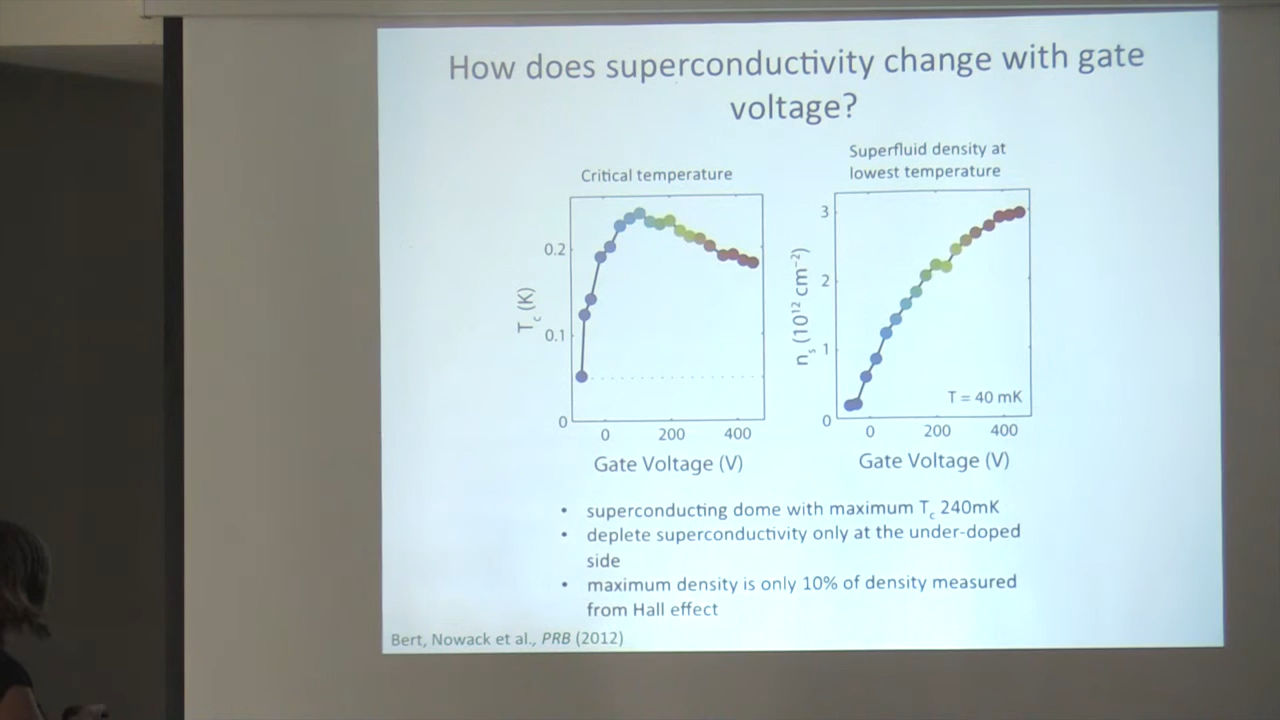 How does superconductivity change with gate
voltage?
Critical temperature
0.2
0.1
0
T_c (K)
0
200
400
Gate Voltage (V)
Superfluid density at
lowest temperature
3
2
1
0
n_s (10^12 cm^-2)
T = 40 mK
0
200
400
Gate Voltage (V)
• superconducting dome with maximum T_c 240mK
• deplete superconductivity only at the under-doped
side
• maximum density is only 10% of density measured
from Hall effect
Bert, Nowack et al., PRB (2012)